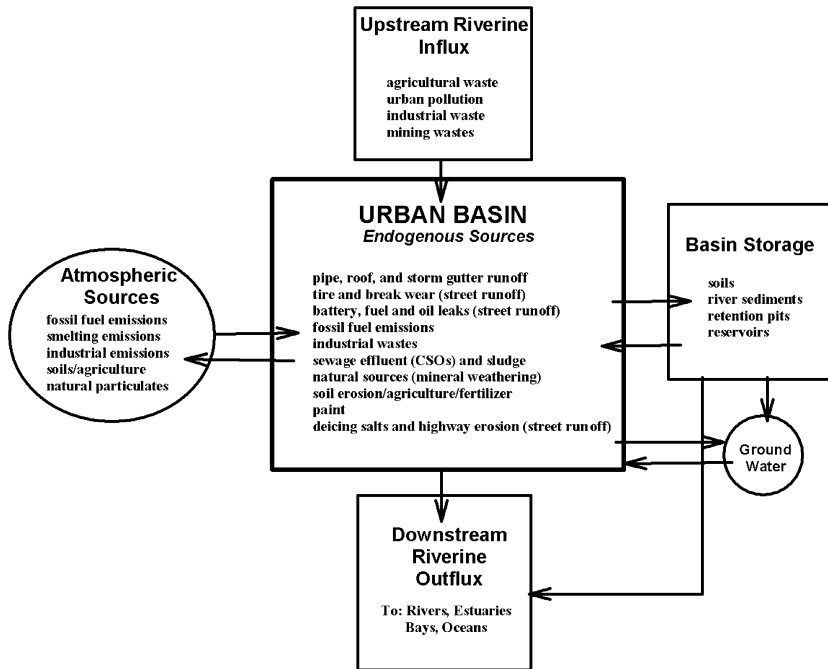 Upstream Riverine
Influx
agricultural waste
urban pollution
industrial waste
mining wastes
URBAN BASIN
Endogenous Sources
pipe, roof, and storm gutter runoff
tire and break wear (street runoff)
battery, fuel and oil leaks (street runoff)
fossil fuel emissions
industrial wastes
sewage effluent (CSOs) and sludge
natural sources (mineral weathering)
soil erosion/agriculture/fertilizer
paint
deicing salts and highway erosion (street runoff)
Atmospheric
Sources
fossil fuel emissions
smelting emissions
industrial emissions
soils/agriculture
natural particulates
Basin Storage
soils
river sediments
retention pits
reservoirs
Ground
Water
Downstream
Riverine
Outflux
To: Rivers, Estuaries
Bays, Oceans